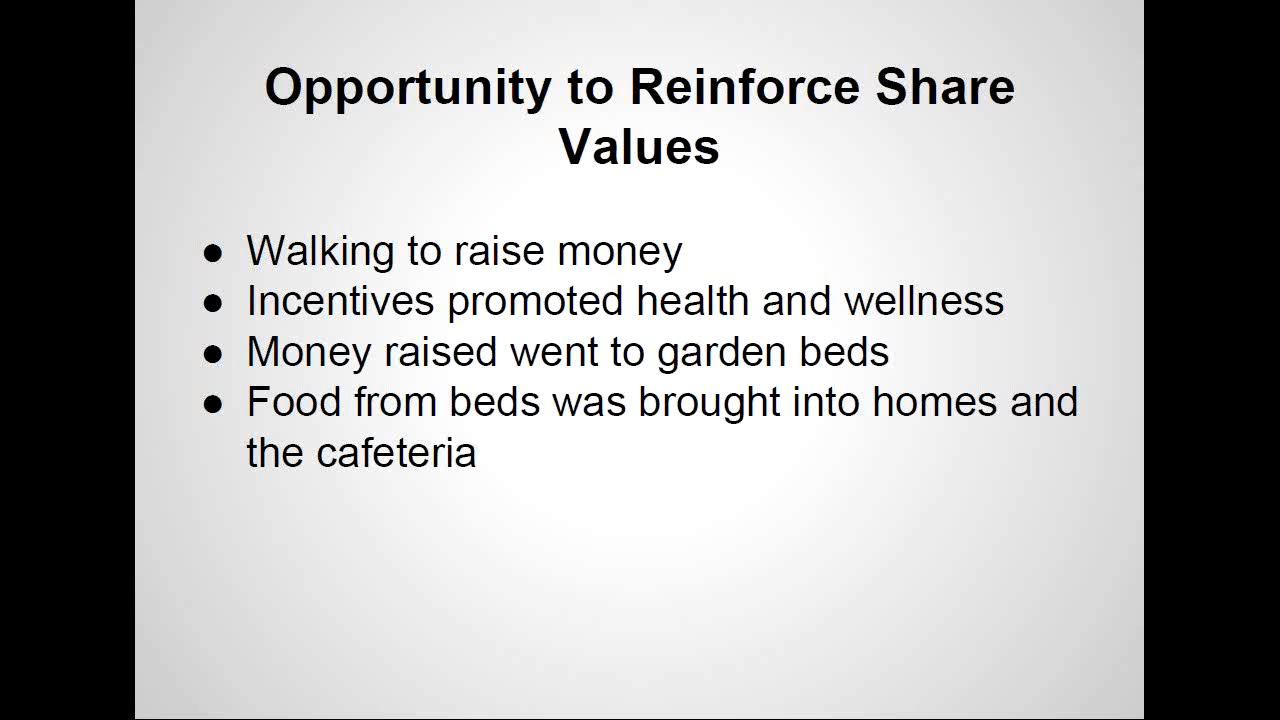 Opportunity to Reinforce Share
Values
● Walking to raise money
● Incentives promoted health and wellness
● Money raised went to garden beds
● Food from beds was brought into homes and
the cafeteria